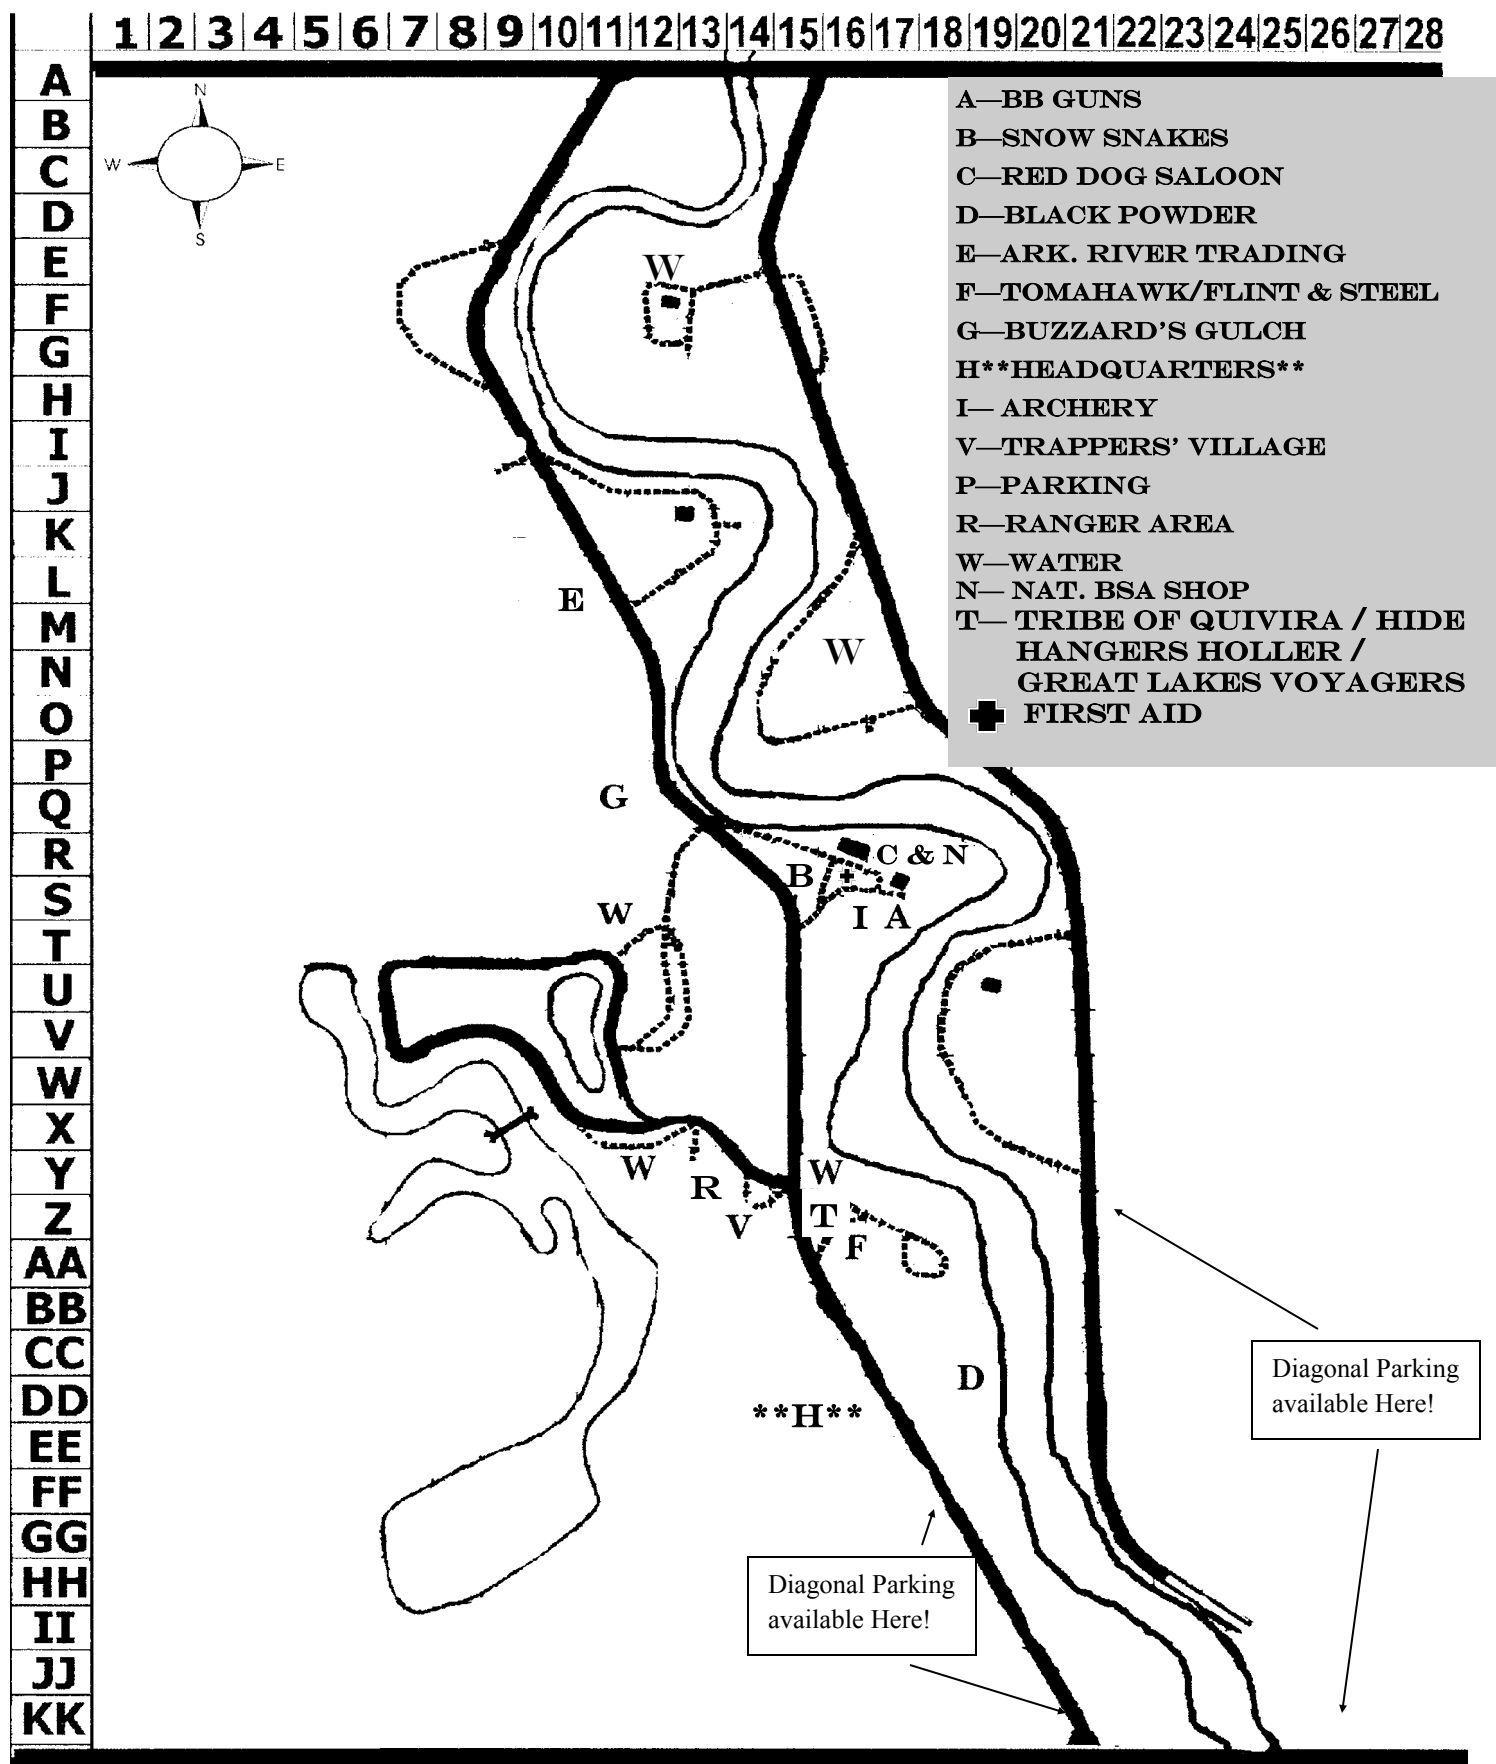 1 2 3 4 5 6 7 8 9 10 11 12 13 14 15 16 17 18 19 20 21 22 23 24 25 26 27 28
A
B
C
D
E
F
G
H
I
J
K
L
M
N
O
P
Q
R
S
T
U
V
W
X
Y
Z
AA
BB
CC
DD
EE
FF
GG
HH
II
JJ
KK
N
W E
S
A—BB GUNS
B—SNOW SNAKES
C—RED DOG SALOON
D—BLACK POWDER
E—ARK. RIVER TRADING
F—TOMAHAWK/FLINT & STEEL
G—BUZZARD'S GULCH
H**HEADQUARTERS**
I— ARCHERY
V—TRAPPERS' VILLAGE
P—PARKING
R—RANGER AREA
W—WATER
N— NAT. BSA SHOP
T— TRIBE OF QUIVIRA / HIDE
HANGERS HOLLER /
GREAT LAKES VOYAGERS
FIRST AID
W
E
W
G
C & N
B
I A
W
W
W
R
T
V
F
D
**H**
Diagonal Parking
available Here!
Diagonal Parking
available Here!